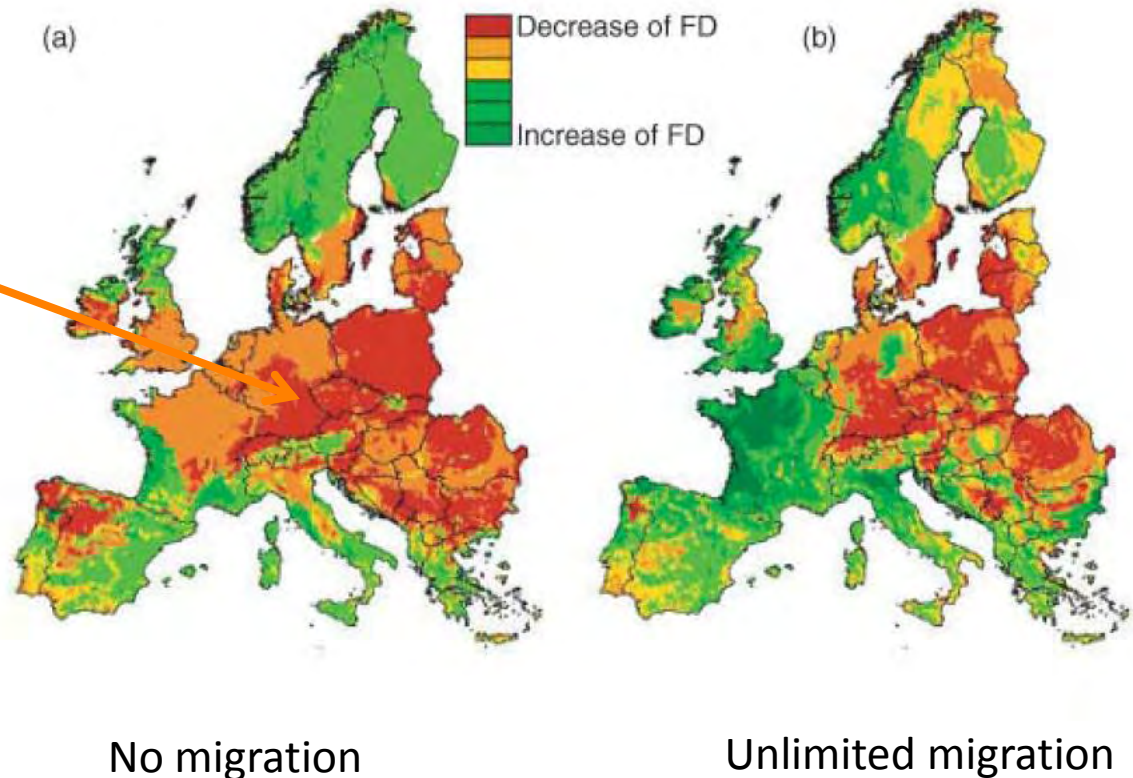 (a)
Decrease of FD
(b)
Increase of FD
No migration
Unlimited migration